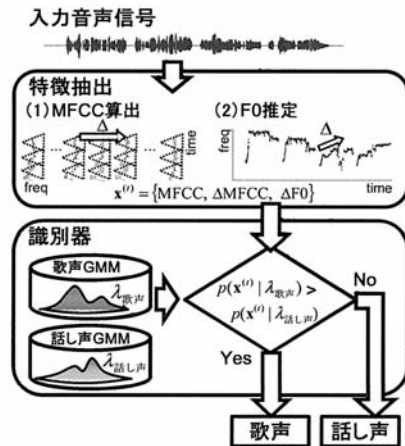 入力音声信号
特徴抽出
(1)MFCC算出
(2)F0推定
Δ
Δ
... ...
time
freq
freq
time
x^(t) = {MFCC, ΔMFCC, ΔF0}
識別器
歌声GMM
λ歌声
話し声GMM
λ話し声
p(x^(t) | λ歌声) >
p(x^(t) | λ話し声)
No
Yes
歌声
話し声